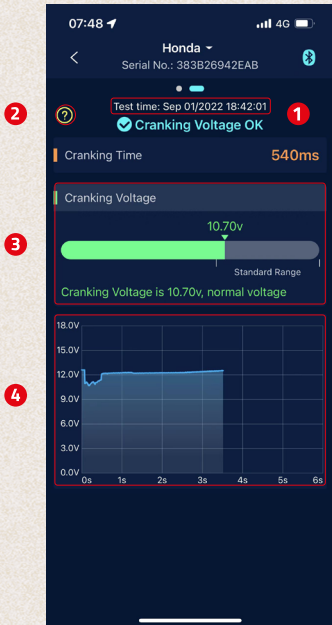 07:48 4G
Honda
Serial No.: 383B26942EAB
Test time: Sep 01/2022 18:42:01
1
2
?
Cranking Voltage OK
Cranking Time 540ms
Cranking Voltage
10.70v
3
Standard Range
Cranking Voltage is 10.70v, normal voltage
18.0V
15.0V
12.0V
4
9.0V
6.0V
3.0V
0.0V
0s 1s 2s 3s 4s 5s 6s